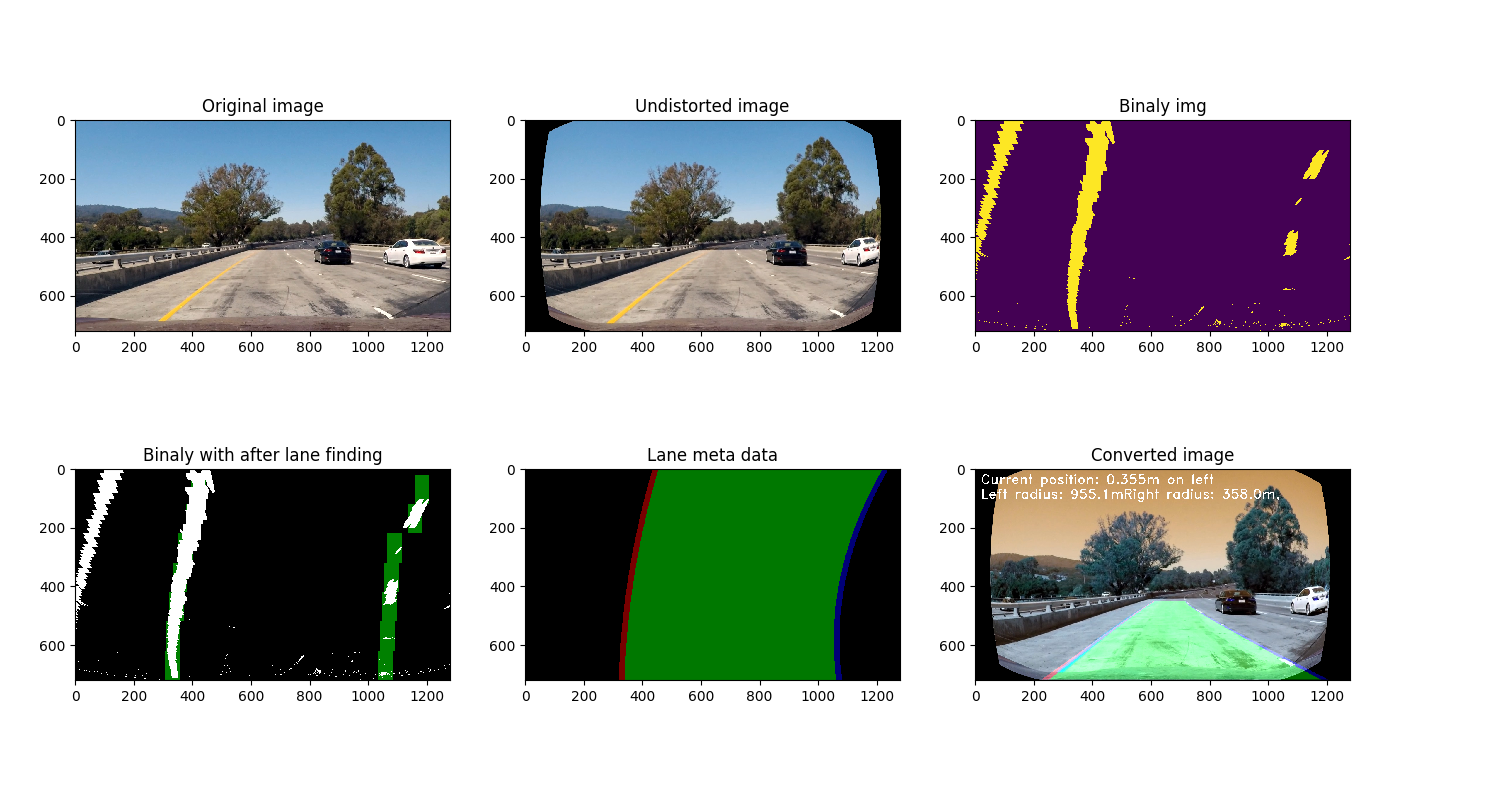 Original image
Undistorted image
Binaly img
0
200
400
600
0 200 400 600 800 1000 1200
0
200
400
600
0 200 400 600 800 1000 1200
0
200
400
600
0 200 400 600 800 1000 1200
Binaly with after lane finding
Lane meta data
Converted image
0
200
400
600
0 200 400 600 800 1000 1200
0
200
400
600
0 200 400 600 800 1000 1200
0
200
400
600
0 200 400 600 800 1000 1200
Current position: 0.355m on left
Left radius: 955.1mRight radius: 358.0m,